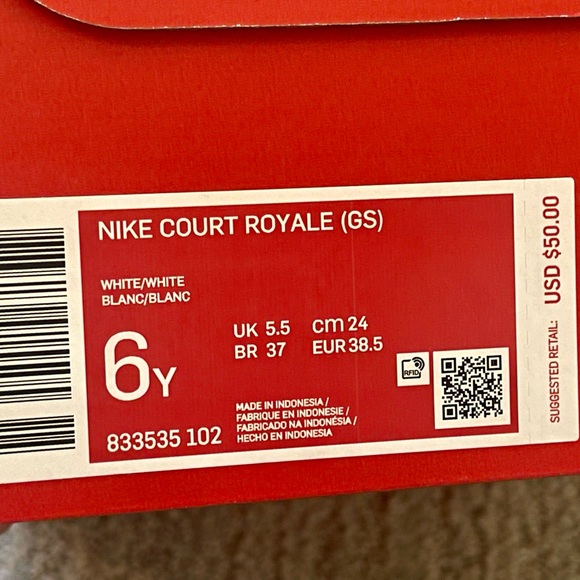 NIKE COURT ROYALE (GS)
WHITE/WHITE
BLANC/BLANC
6Y
UK 5.5 cm 24
BR 37 EUR 38.5
833535 102
MADE IN INDONESIA /
FABRIQUE EN INDONESIE /
FABRICADO NA INDONÉSIA /
HECHO EN INDONESIA
RFID
SUGGESTED RETAIL: USD $50.00